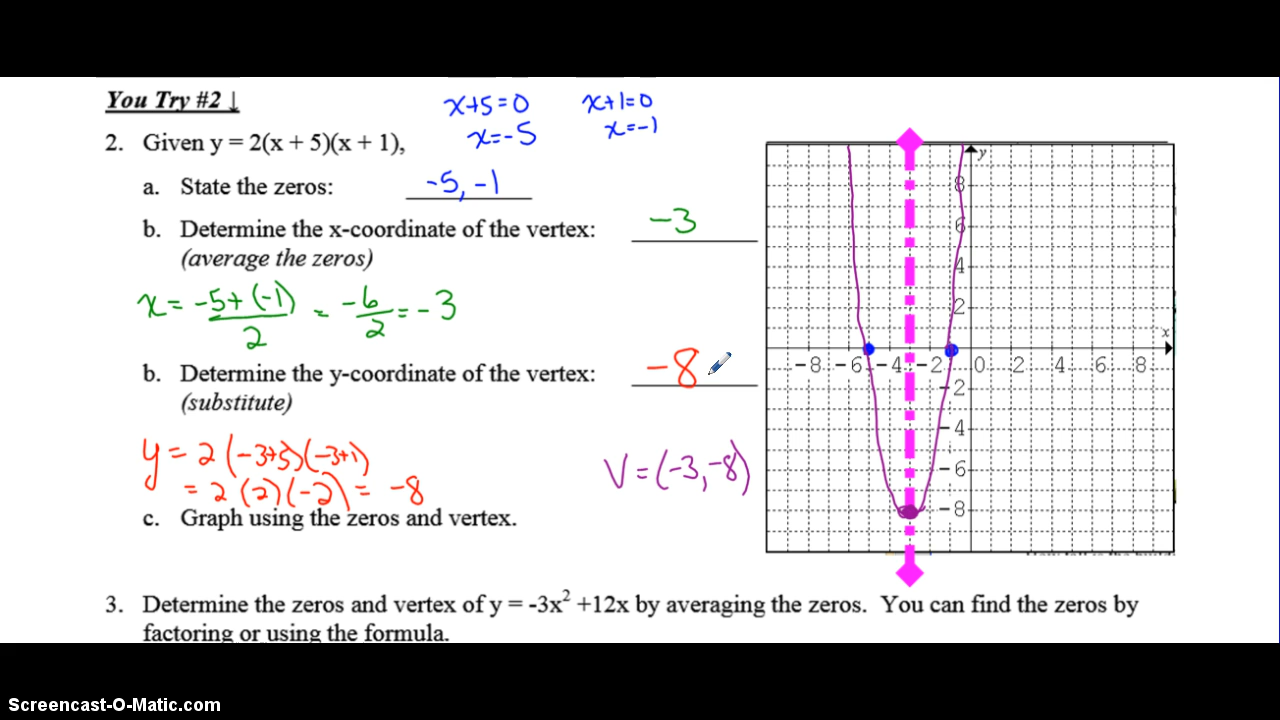 You Try #2 ↓
x+5=0 x+1=0
x=-5 x=-1
2. Given y = 2(x + 5)(x + 1),
a. State the zeros: -5, -1
b. Determine the x-coordinate of the vertex: -3
(average the zeros)
x = -5+(-1)/2 = -6/2 = -3
b. Determine the y-coordinate of the vertex: -8
(substitute)
y = 2(-3+5)(-3+1)
= 2(2)(-2) = -8
V=(-3,-8)
c. Graph using the zeros and vertex.
y
8
6
4
2
x
-8 -6 -4 -2 0 2 4 6 8
-2
-4
-6
-8
3. Determine the zeros and vertex of y = -3x² +12x by averaging the zeros. You can find the zeros by
factoring or using the formula.
Screencast-O-Matic.com